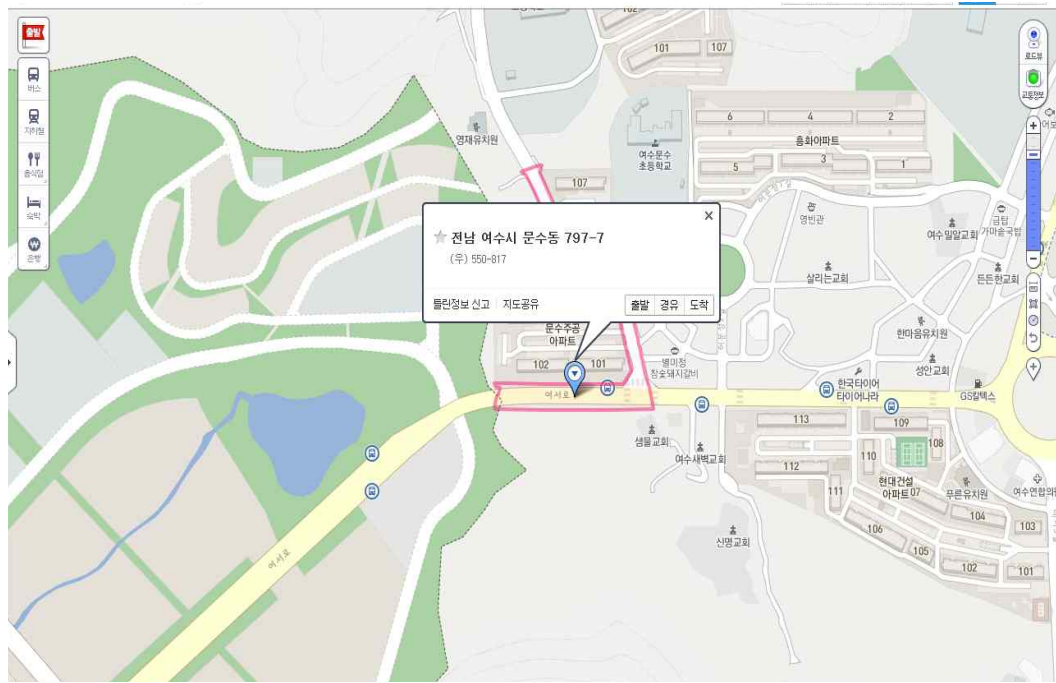 출발
버스
지하철
음식점
숙박
은행
로드뷰
교통정보
102
101
107
영재유치원
여수문수
초등학교
107
6
4
2
흥화아파트
5
3
1
영빈관
금탑
가마솥국밥
여수밀알교회
살리는교회
든든한교회
한마음유치원
성안교회
GS칼텍스
전남 여수시 문수동 797-7
(우) 550-817
틀린정보 신고
지도공유
출발
경유
도착
문수주공
아파트
102
101
여서로
별미정
참숯돼지갈비
한국타이어
타이어나라
샘물교회
여수새벽교회
113
109
108
112
110
111
현대건설
아파트
07
푸른유치원
106
104
103
105
102
101
신명교회
여서로